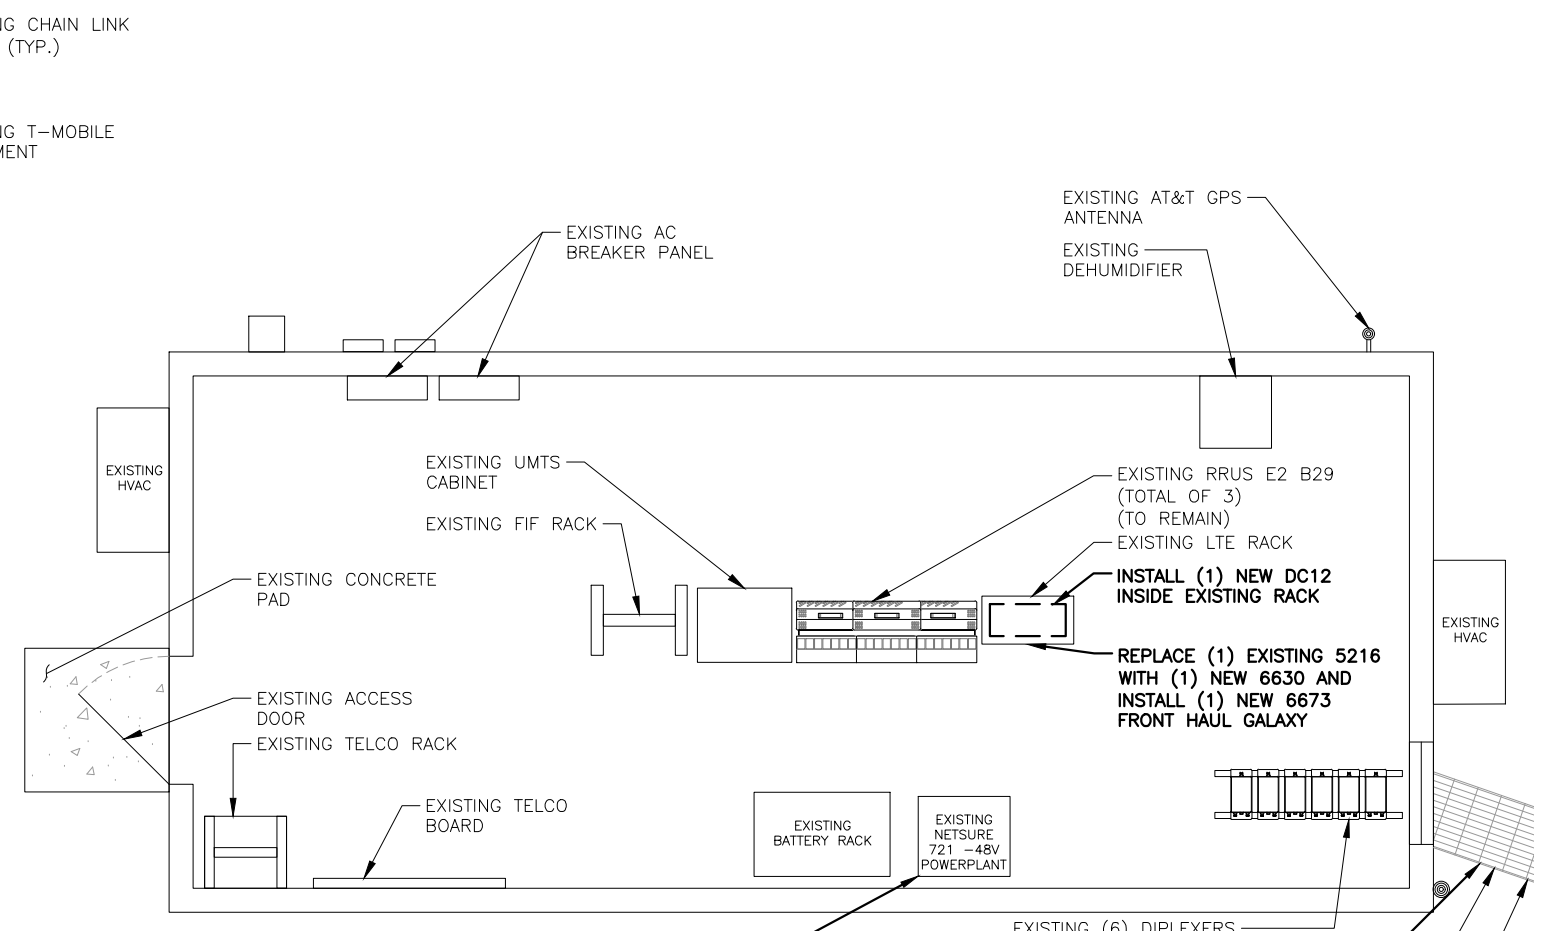 NG CHAIN LINK
(TYP.)
NG T-MOBILE
MENT
EXISTING AT&T GPS
ANTENNA
EXISTING AC
BREAKER PANEL
EXISTING
DEHUMIDIFIER
EXISTING UMTS
CABINET
EXISTING
HVAC
EXISTING RRUS E2 B29
(TOTAL OF 3)
(TO REMAIN)
EXISTING FIF RACK
EXISTING LTE RACK
EXISTING CONCRETE
PAD
INSTALL (1) NEW DC12
INSIDE EXISTING RACK
EXISTING
HVAC
REPLACE (1) EXISTING 5216
WITH (1) NEW 6630 AND
INSTALL (1) NEW 6673
FRONT HAUL GALAXY
EXISTING ACCESS
DOOR
EXISTING TELCO RACK
EXISTING TELCO
BOARD
EXISTING
BATTERY RACK
EXISTING
NETSURE
721 -48V
POWERPLANT
EXISTING (6) DIPLEXERS